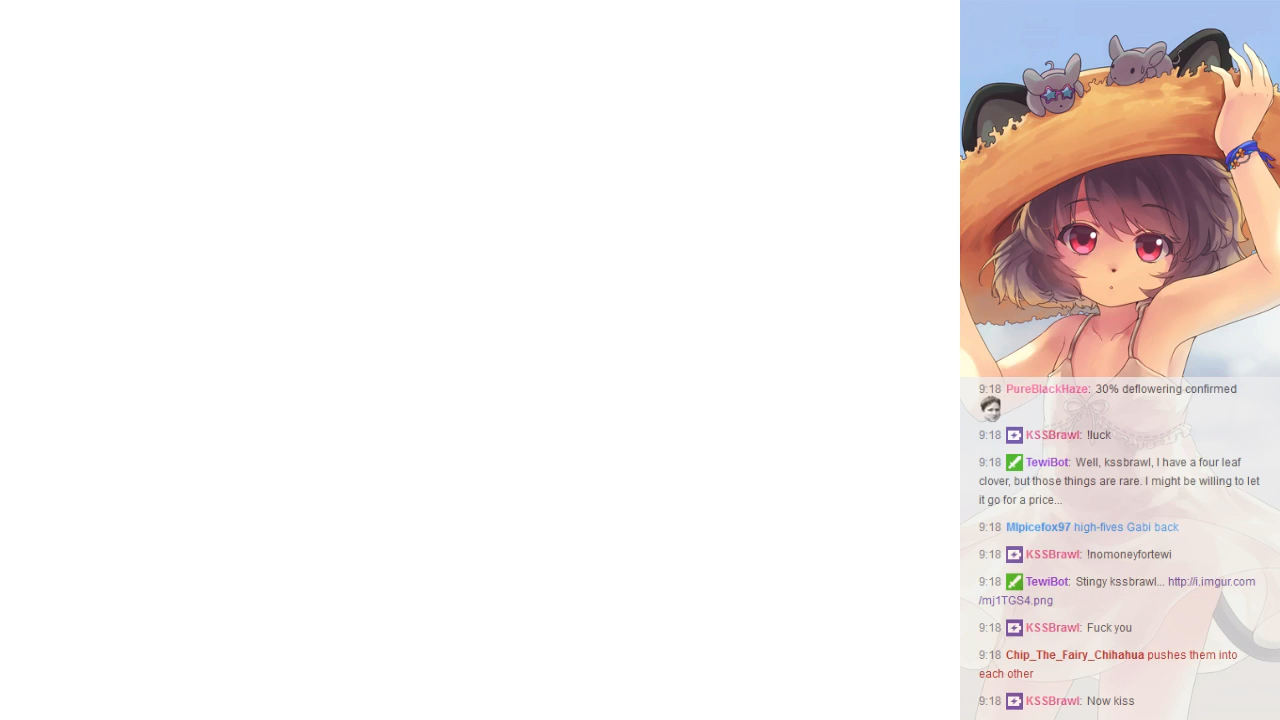 9:18 PureBlackHaze: 30% deflowering confirmed
9:18 KSSBrawl: !luck
9:18 TewiBot: Well, kssbrawl, I have a four leaf
clover, but those things are rare. I might be willing to let
it go for a price...
9:18 MIpicefox97 high-fives Gabi back
9:18 KSSBrawl: !nomoneyfortewi
9:18 TewiBot: Stingy kssbrawl... http://i.imgur.com
/mj1TGS4.png
9:18 KSSBrawl: Fuck you
9:18 Chip_The_Fairy_Chihahua pushes them into
each other
9:18 KSSBrawl: Now kiss